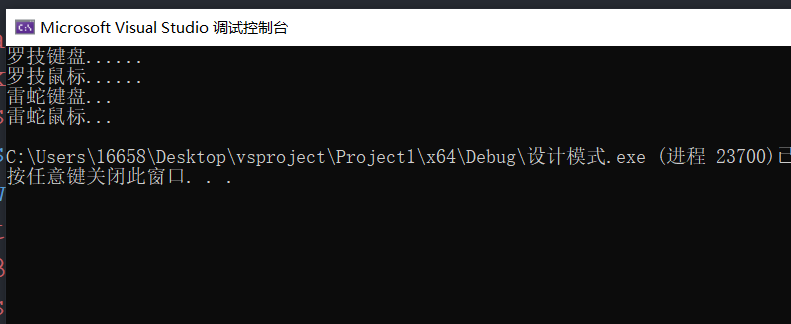 Microsoft Visual Studio 调试控制台
罗技键盘......
罗技鼠标......
雷蛇键盘...
雷蛇鼠标...
C:\Users\16658\Desktop\vsproject\Project1\x64\Debug\设计模式.exe (进程 23700)已
按任意键关闭此窗口. . .